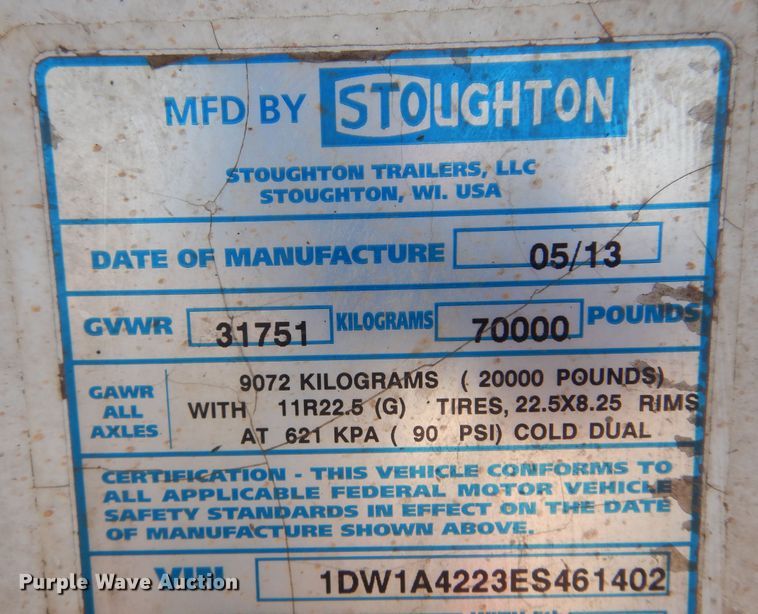 MFD BY STOUGHTON
STOUGHTON TRAILERS, LLC
STOUGHTON, WI. USA
DATE OF MANUFACTURE 05/13
GVWR 31751 KILOGRAMS 70000 POUNDS
GAWR ALL AXLES
9072 KILOGRAMS ( 20000 POUNDS)
WITH 11R22.5 (G) TIRES, 22.5X8.25 RIMS
AT 621 KPA ( 90 PSI) COLD DUAL
CERTIFICATION - THIS VEHICLE CONFORMS TO
ALL APPLICABLE FEDERAL MOTOR VEHICLE
SAFETY STANDARDS IN EFFECT ON THE DATE
OF MANUFACTURE SHOWN ABOVE.
VIN 1DW1A4223ES461402
Purple Wave Auction